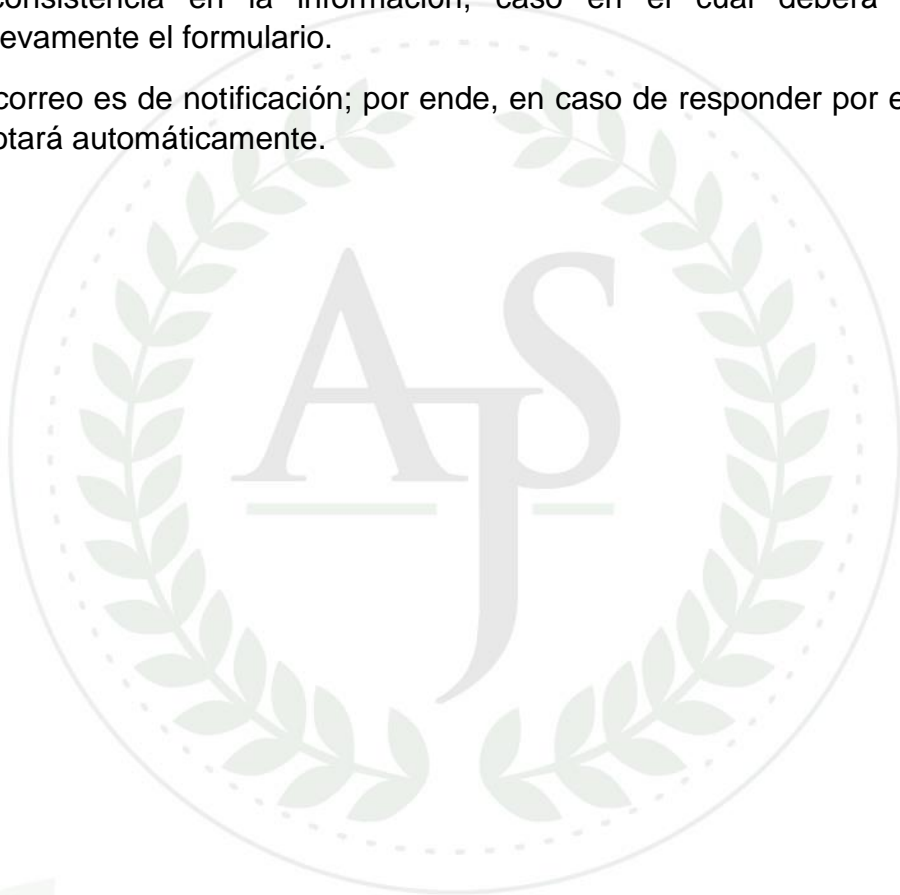 consistencia en la información, caso en el cual deberá
evamente el formulario.
correo es de notificación; por ende, en caso de responder por e
ptará automáticamente.
AJS